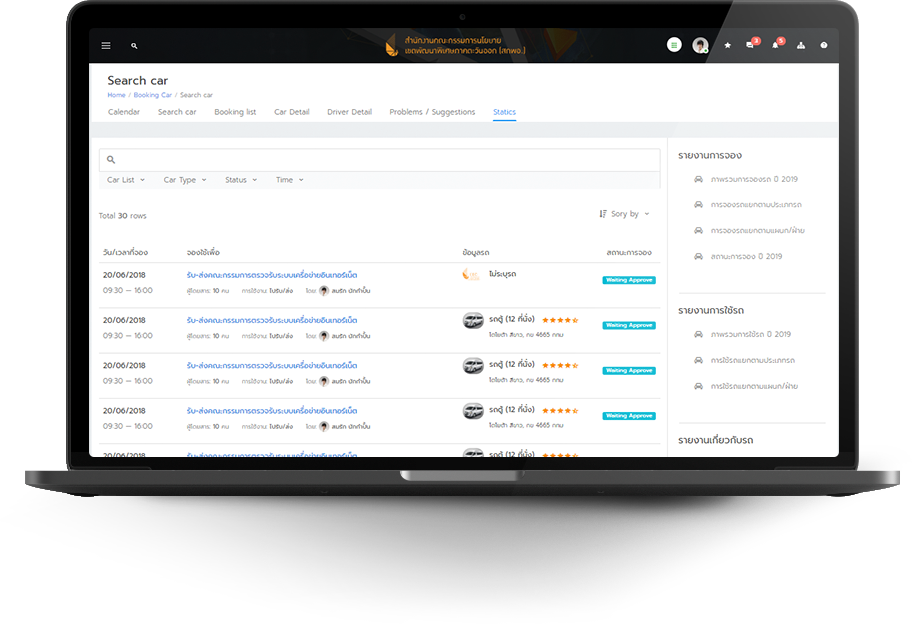 สำนักงานคณะกรรมการนโยบาย
เขตพัฒนาพิเศษภาคตะวันออก (สกพอ.)
3
5
Search car
Home / Booking Car / Search car
Calendar Search car Booking list Car Detail Driver Detail Problems / Suggestions Statics
Car List Car Type Status Time
Total 30 rows
Sory by
วัน/เวลาที่จอง จองใช้เพื่อ ข้อมูลรถ สถานะการจอง
20/06/2018 รับ-ส่งคณะกรรมการตรวจรับระบบเครือข่ายอินเทอร์เน็ต ไม่ระบุรถ Waiting Approve
09:30 — 16:00 ผู้โดยสาร: 10 คน การใช้งาน: ไปรับ/ส่ง โดย: สมรัก นักทำปั้น
20/06/2018 รับ-ส่งคณะกรรมการตรวจรับระบบเครือข่ายอินเทอร์เน็ต รถตู้ (12 ที่นั่ง) Waiting Approve
09:30 — 16:00 ผู้โดยสาร: 10 คน การใช้งาน: ไปรับ/ส่ง โดย: สมรัก นักทำปั้น โตโยต้า สีขาว, กข 4665 กทม
20/06/2018 รับ-ส่งคณะกรรมการตรวจรับระบบเครือข่ายอินเทอร์เน็ต รถตู้ (12 ที่นั่ง) Waiting Approve
09:30 — 16:00 ผู้โดยสาร: 10 คน การใช้งาน: ไปรับ/ส่ง โดย: สมรัก นักทำปั้น โตโยต้า สีขาว, กข 4665 กทม
20/06/2018 รับ-ส่งคณะกรรมการตรวจรับระบบเครือข่ายอินเทอร์เน็ต รถตู้ (12 ที่นั่ง) Waiting Approve
09:30 — 16:00 ผู้โดยสาร: 10 คน การใช้งาน: ไปรับ/ส่ง โดย: สมรัก นักทำปั้น โตโยต้า สีขาว, กข 4665 กทม
20/06/2018 รับ-ส่งคณะกรรมการตรวจรับระบบเครือข่ายอินเทอร์เน็ต รถตู้ (12 ที่นั่ง) Waiting Approve
รายงานการจอง
ภาพรวมการจองรถ ปี 2019
การจองรถแยกตามประเภทรถ
การจองรถแยกตามแผนก/ฝ่าย
สถานะการจอง ปี 2019
รายงานการใช้รถ
ภาพรวมการใช้รถ ปี 2019
การใช้รถแยกตามประเภทรถ
การใช้รถแยกตามแผนก/ฝ่าย
รายงานเกี่ยวกับรถ